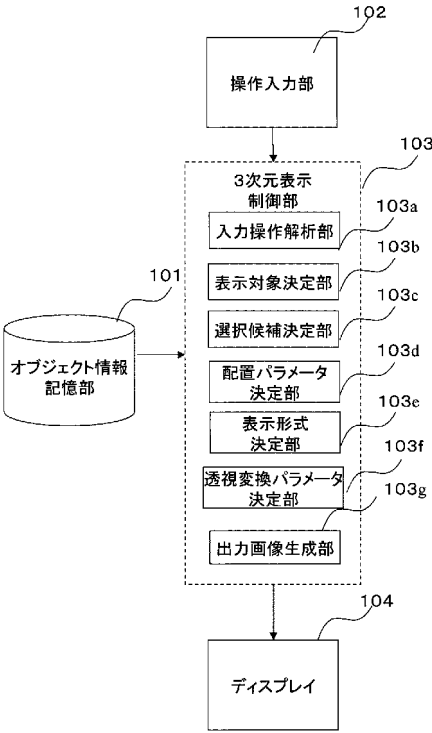 102
操作入力部
103
3次元表示
制御部
103a
入力操作解析部
103b
表示対象決定部
103c
選択候補決定部
103d
配置パラメータ
決定部
103e
表示形式
決定部
103f
透視変換パラメータ
決定部
103g
出力画像生成部
101
オブジェクト情報
記憶部
104
ディスプレイ